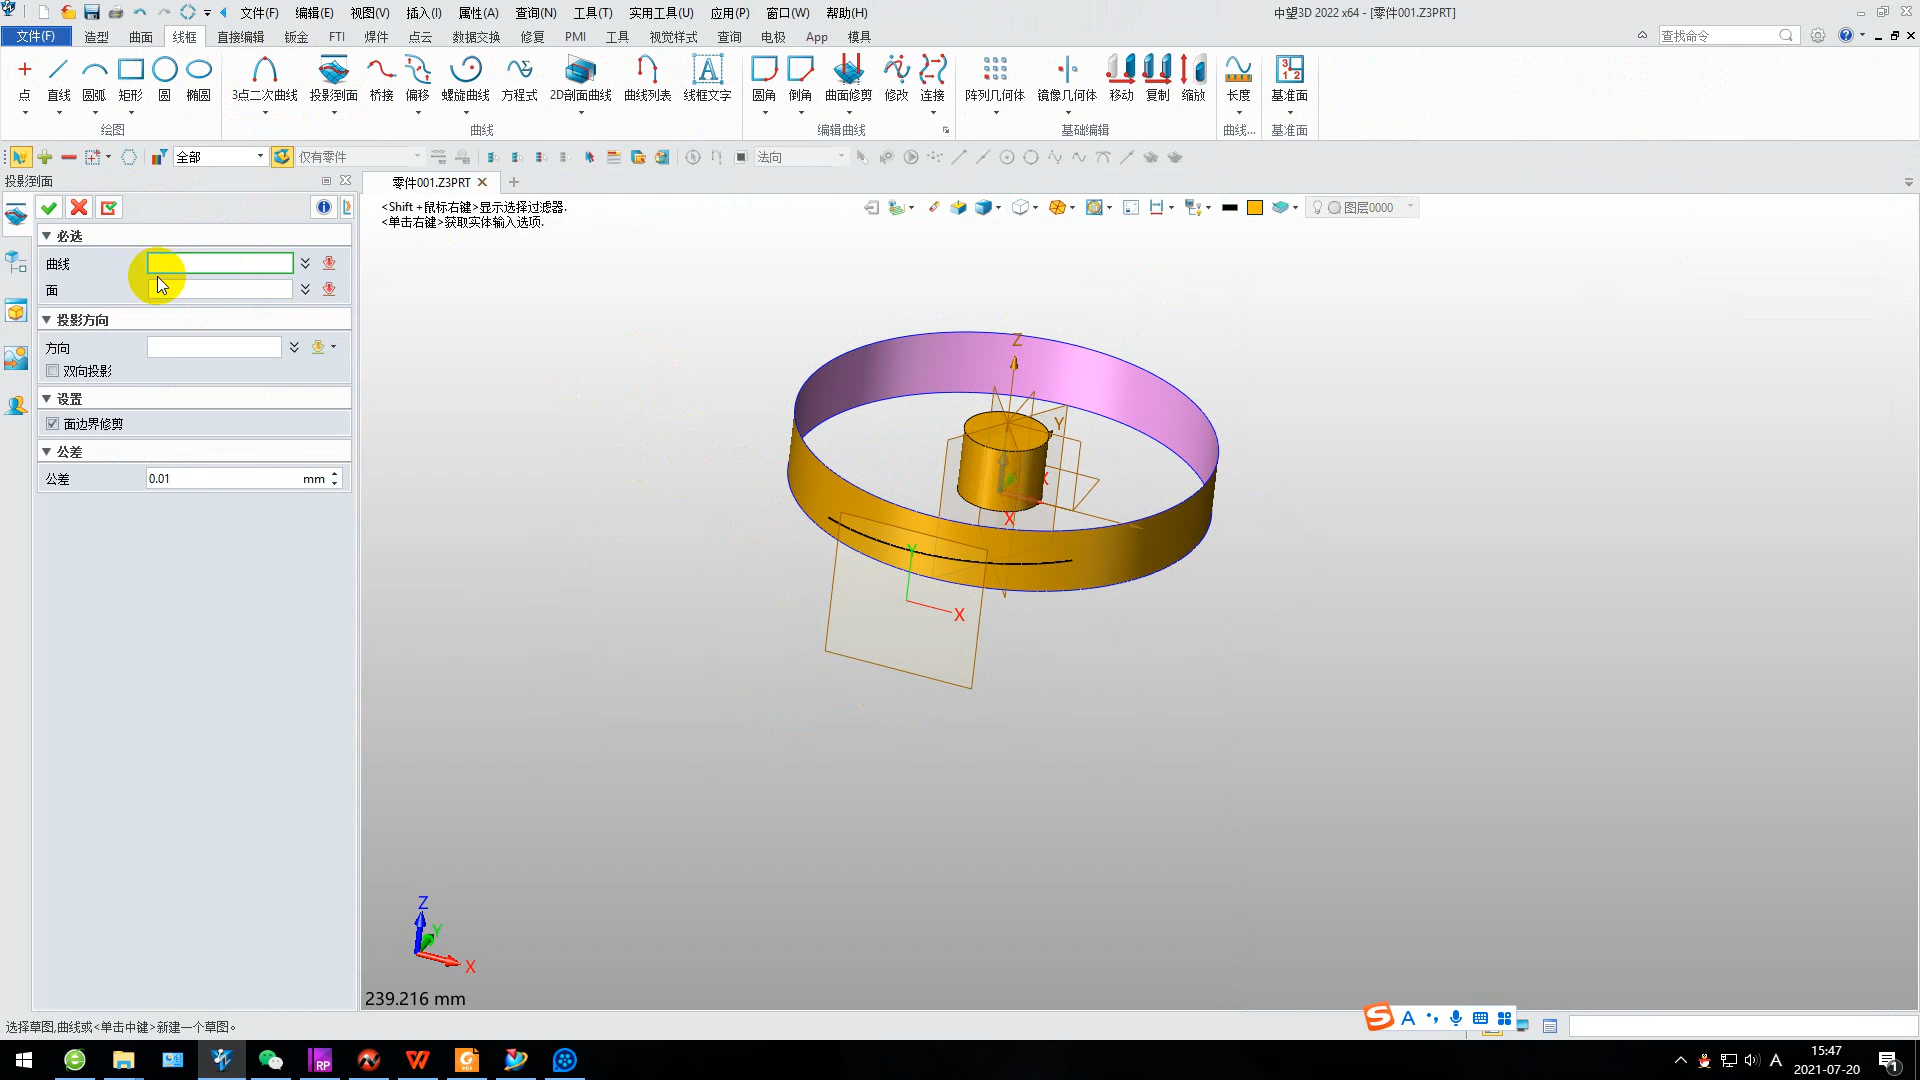 文件(F) 编辑(E) 视图(V) 插入(I) 属性(A) 查询(N) 工具(T) 实用工具(U) 应用(P) 窗口(W) 帮助(H) 中望3D 2022 x64 - [零件001.Z3PRT]
文件(F) 造型 曲面 线框 直接编辑 钣金 FTI 焊件 点云 数据交换 修复 PMI 工具 视觉样式 查询 电极 App 模具 查找命令
点 直线 圆弧 矩形 圆 椭圆 3点二次曲线 投影到面 桥接 偏移 螺旋曲线 方程式 2D剖面曲线 曲线列表 线框文字 圆角 倒角 曲面修剪 修改 连接 阵列几何体 镜像几何体 移动 复制 缩放 长度 基准面
绘图 曲线 编辑曲线 基础编辑 曲线... 基准面
全部 仅有零件 法向
投影到面 零件001.Z3PRT
<Shift +鼠标右键>显示选择过滤器.
<单击右键>获取实体输入选项.
图层0000
必选
曲线
面
投影方向
方向
双向投影
设置
面边界修剪
公差
公差 0.01 mm
Z
Y
X
X
Y
X
Z
Y
X
239.216 mm
选择草图,曲线或<单击中键>新建一个草图。
A
RP
A 15:47
2021-07-20
1